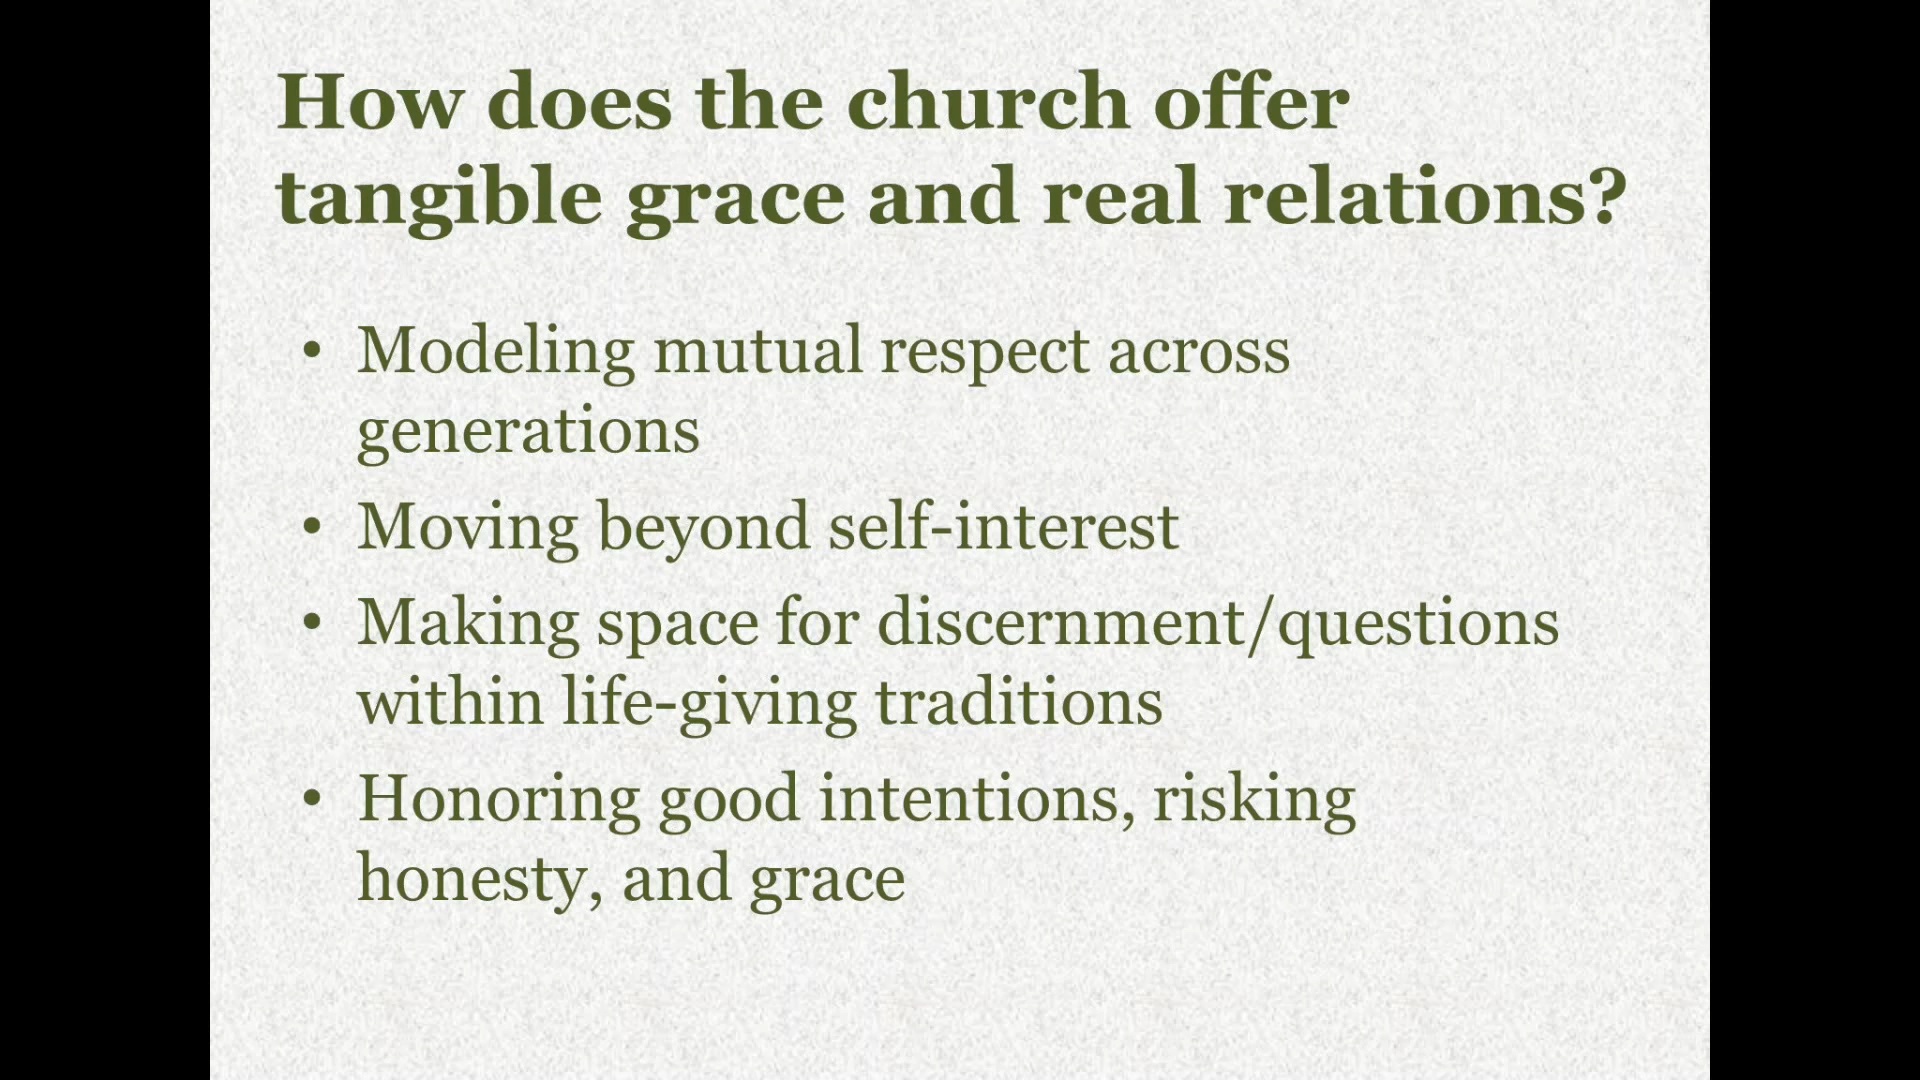 How does the church offer
tangible grace and real relations?
• Modeling mutual respect across
generations
• Moving beyond self-interest
• Making space for discernment/questions
within life-giving traditions
• Honoring good intentions, risking
honesty, and grace